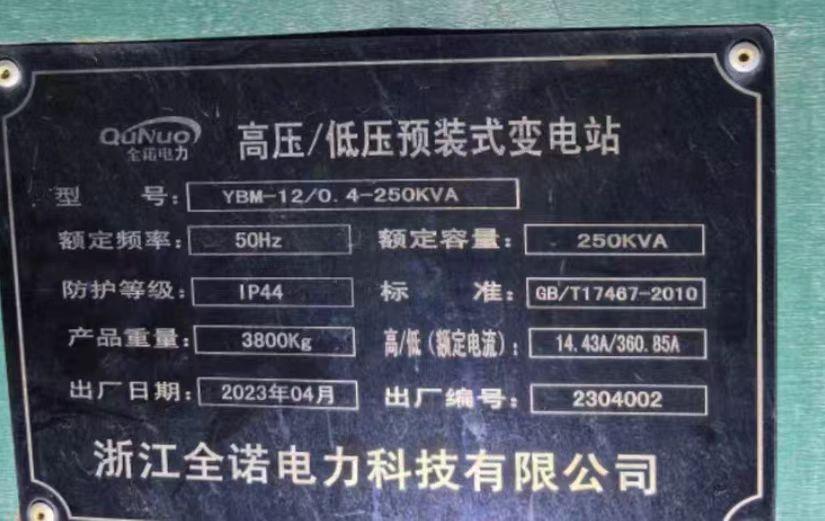 QuNuo
全诺电力
高压/低压预装式变电站
型 号: YBM-12/0.4-250KVA
额定频率: 50Hz 额定容量: 250KVA
防护等级: IP44 标 准: GB/T17467-2010
产品重量: 3800Kg 高/低(额定电流): 14.43A/360.85A
出厂日期: 2023年04月 出厂编号: 2304002
浙江全诺电力科技有限公司